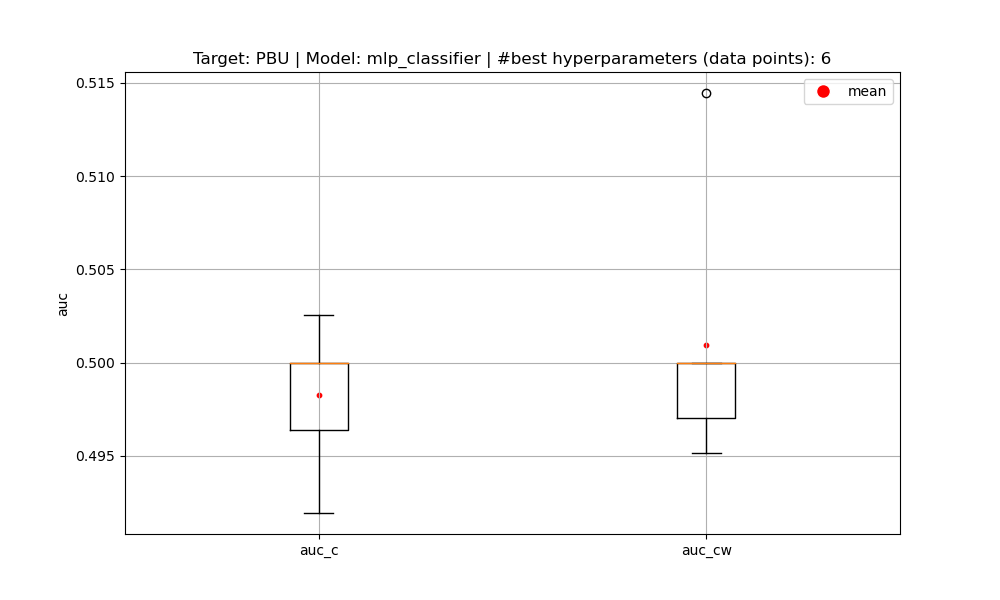 Target: PBU | Model: mlp_classifier | #best hyperparameters (data points): 6
mean
0.515
0.510
0.505
0.500
0.495
auc
auc_c
auc_cw